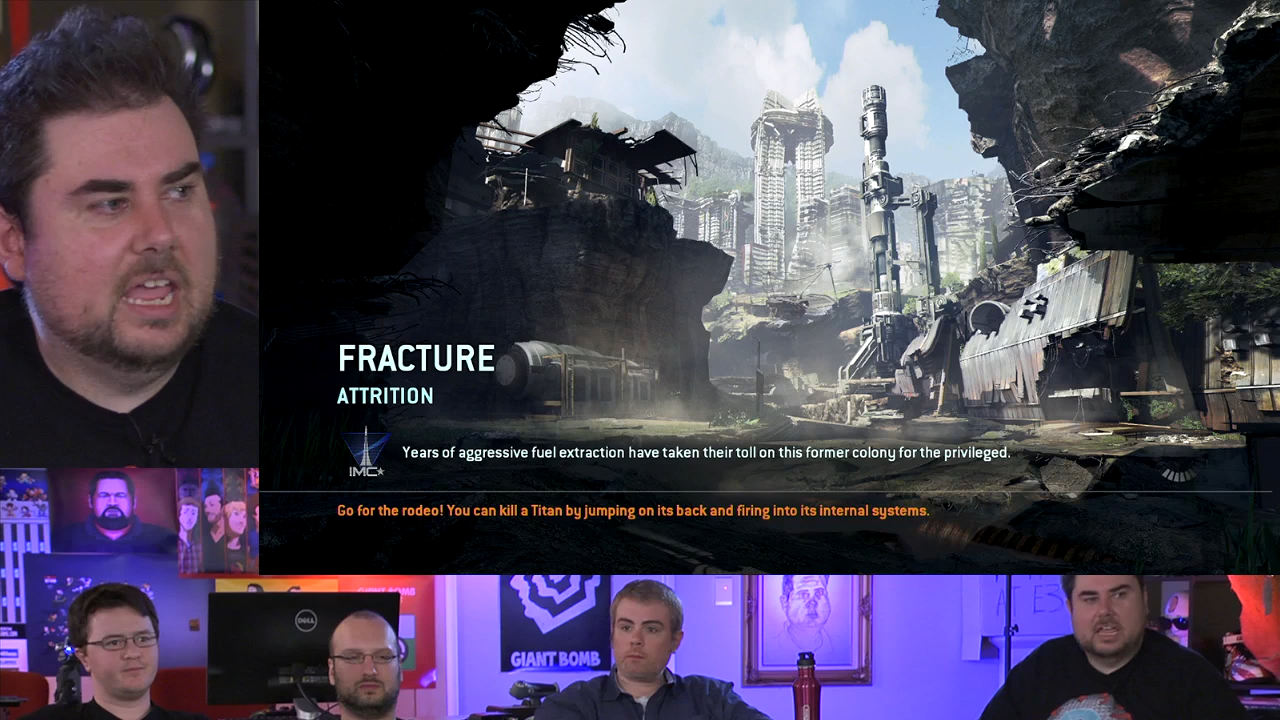 FRACTURE
ATTRITION
IMC
Years of aggressive fuel extraction have taken their toll on this former colony for the privileged.
Go for the rodeo! You can kill a Titan by jumping on its back and firing into its internal systems.
DELL
GIANT BOMB
GIANT BOMB